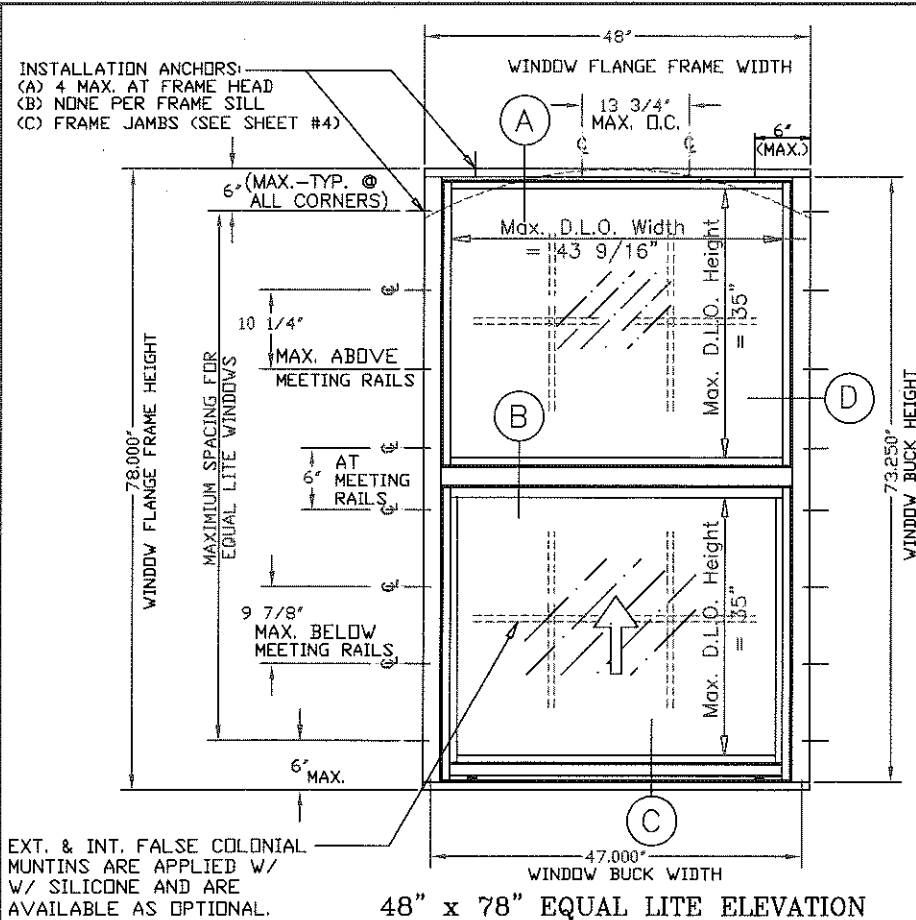 48"
WINDOW FLANGE FRAME WIDTH
INSTALLATION ANCHORS:
(A) 4 MAX. AT FRAME HEAD
(B) NONE PER FRAME SILL
(C) FRAME JAMBS (SEE SHEET #4)
A
13 3/4"
MAX. O.C.
6"
(MAX.)
℄
℄
6" (MAX.-TYP. @
ALL CORNERS)
Max. D.L.O. Width
= 43 9/16"
Max. D.L.O. Height
= 35"
℄
10 1/4"
MAX. ABOVE
MEETING RAILS
D
B
℄
6" AT
MEETING
RAILS
℄
78.000"
WINDOW FLANGE FRAME HEIGHT
MAXIMIUM SPACING FOR
EQUAL LITE WINDOWS
73.250"
WINDOW BUCK HEIGHT
Max. D.L.O. Height
= 35"
℄
9 7/8"
MAX. BELOW
MEETING RAILS
℄
6" MAX.
C
EXT. & INT. FALSE COLONIAL
MUNTINS ARE APPLIED W/
W/ SILICONE AND ARE
AVAILABLE AS OPTIONAL.
47.000"
WINDOW BUCK WIDTH
48" x 78" EQUAL LITE ELEVATION